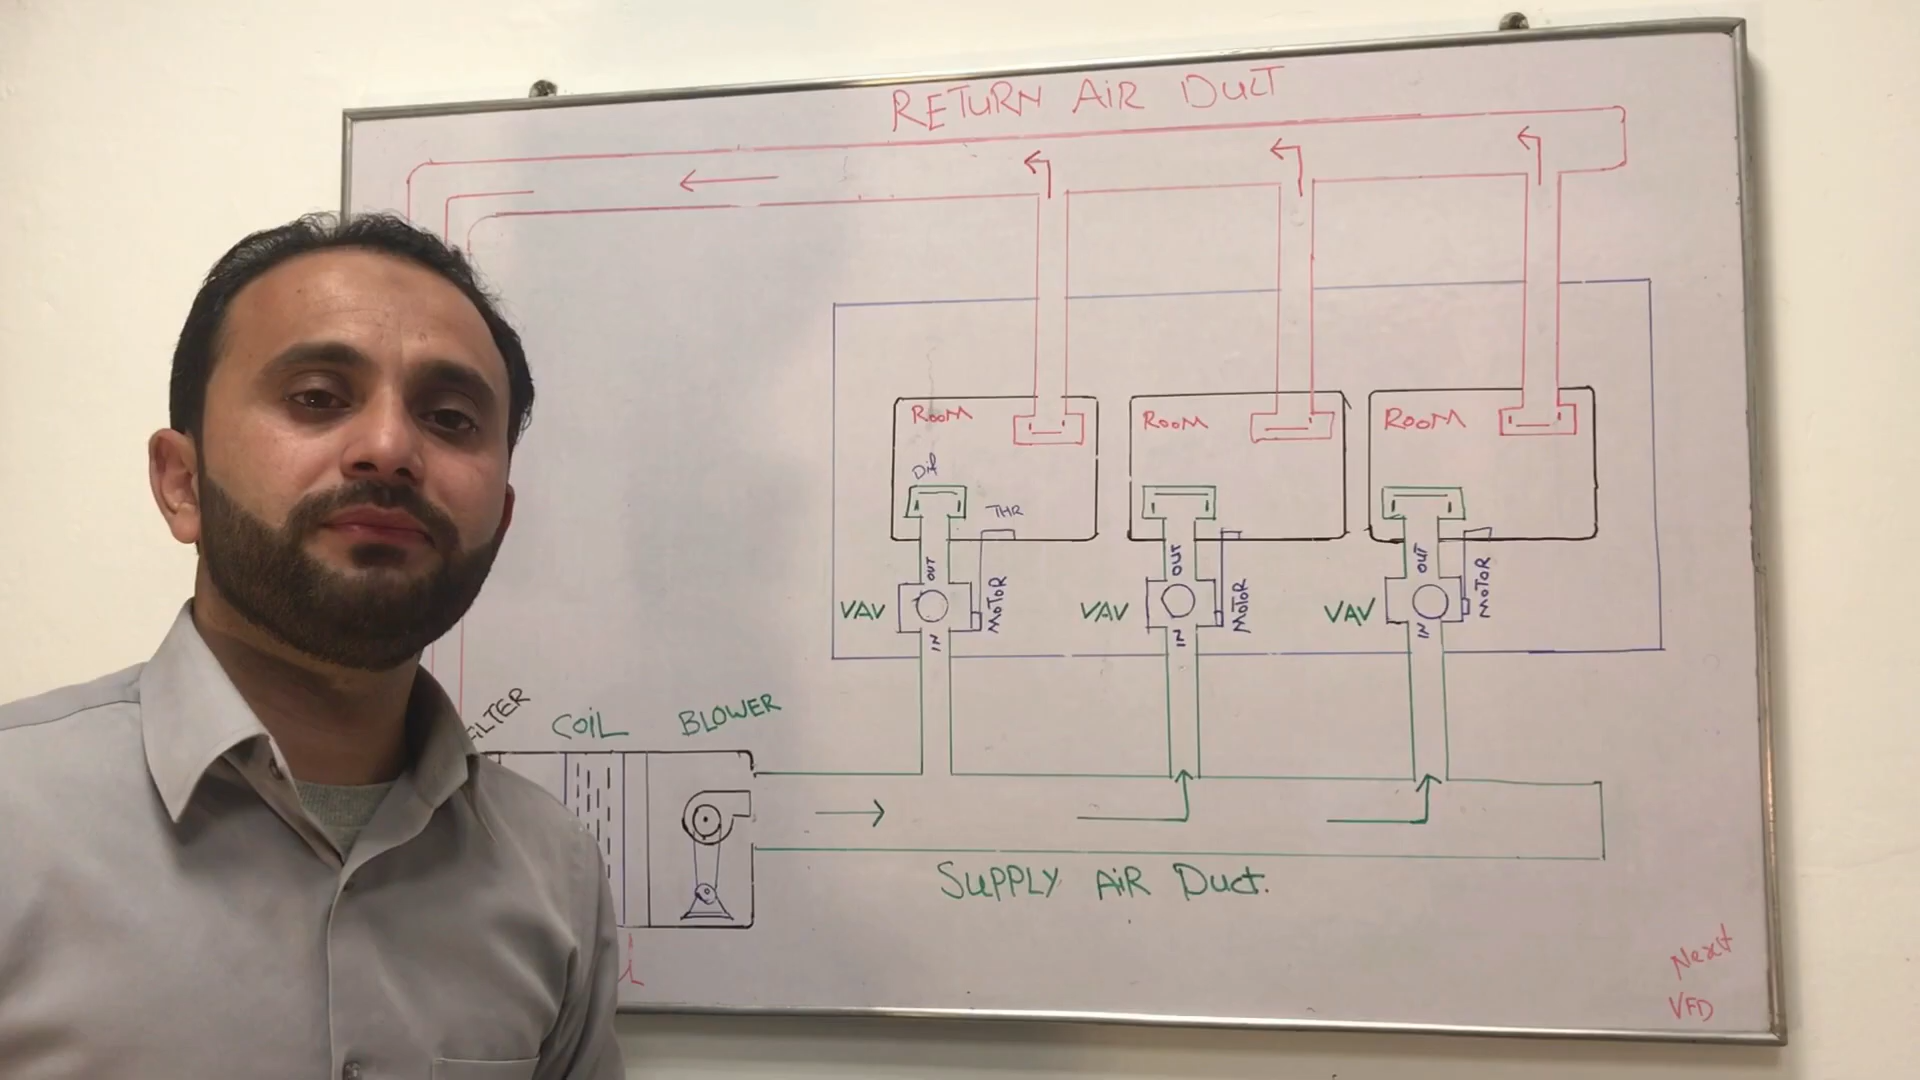 RETURN AiR DUCT
ROOM
ROOM
ROOM
Dif
THR
OUT
OUT
OUT
VAV
MOTOR
VAV
MOTOR
VAV
MOTOR
IN
IN
IN
COiL
BLOWER
SUPPLY AiR Duct.
Next
VFD